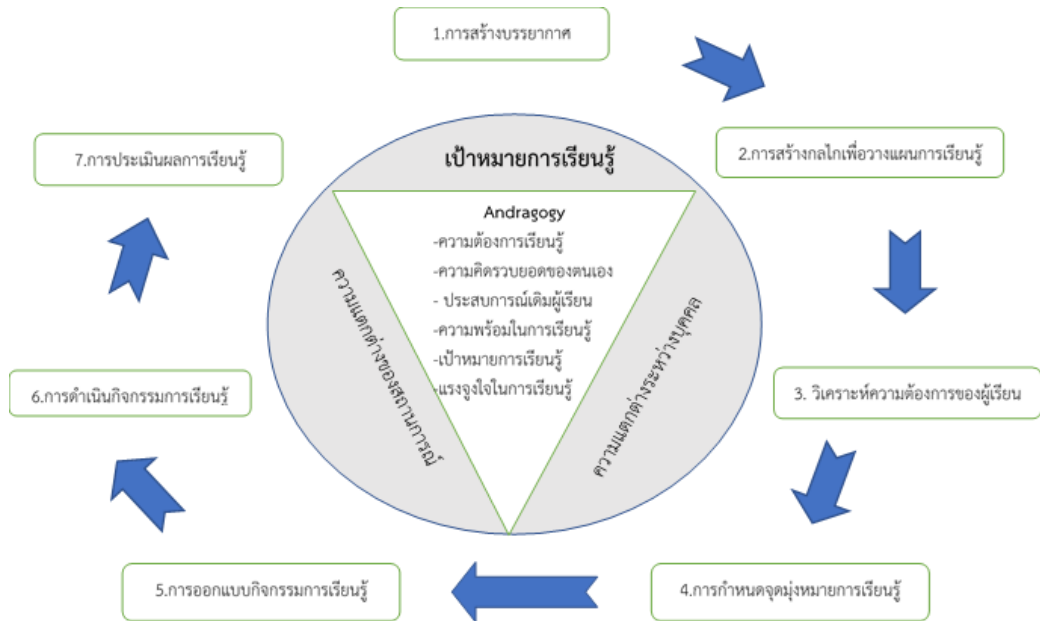 1.การสร้างบรรยากาศ
2.การสร้างกลไกเพื่อวางแผนการเรียนรู้
3. วิเคราะห์ความต้องการของผู้เรียน
4.การกำหนดจุดมุ่งหมายการเรียนรู้
5.การออกแบบกิจกรรมการเรียนรู้
6.การดำเนินกิจกรรมการเรียนรู้
7.การประเมินผลการเรียนรู้
เป้าหมายการเรียนรู้
ความแตกต่างระหว่างบุคคล
ความแตกต่างของสถานการณ์
Andragogy
-ความต้องการเรียนรู้
-ความคิดรวบยอดของตนเอง
- ประสบการณ์เดิมผู้เรียน
-ความพร้อมในการเรียนรู้
-เป้าหมายการเรียนรู้
-แรงจูงใจในการเรียนรู้